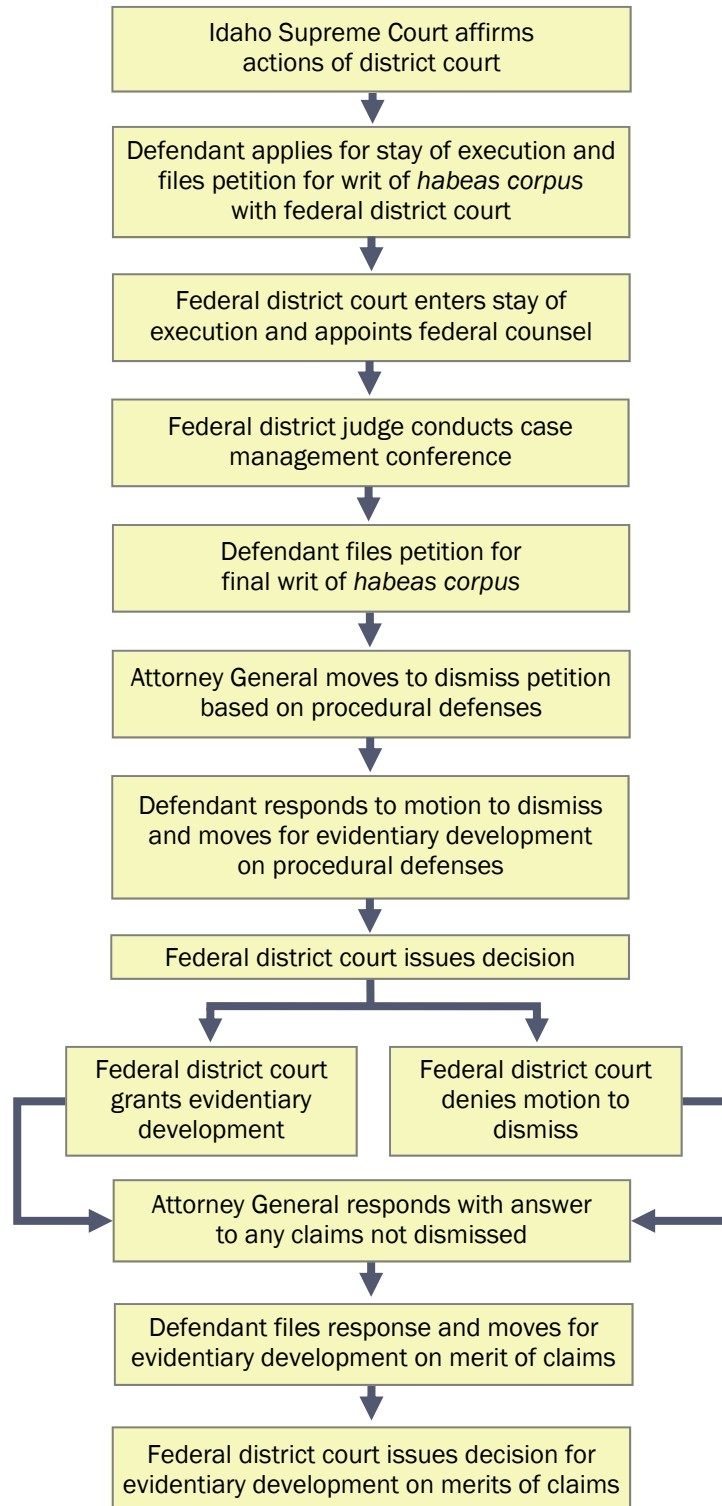 Idaho Supreme Court affirms
actions of district court
Defendant applies for stay of execution and
files petition for writ of habeas corpus
with federal district court
Federal district court enters stay of
execution and appoints federal counsel
Federal district judge conducts case
management conference
Defendant files petition for
final writ of habeas corpus
Attorney General moves to dismiss petition
based on procedural defenses
Defendant responds to motion to dismiss
and moves for evidentiary development
on procedural defenses
Federal district court issues decision
Federal district court
grants evidentiary
development
Federal district court
denies motion to
dismiss
Attorney General responds with answer
to any claims not dismissed
Defendant files response and moves for
evidentiary development on merit of claims
Federal district court issues decision for
evidentiary development on merits of claims